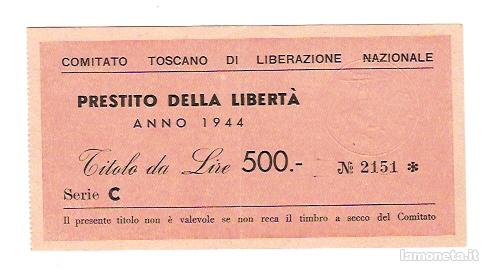 COMITATO TOSCANO DI LIBERAZIONE NAZIONALE
PRESTITO DELLA LIBERTÀ
ANNO 1944
Titolo da Lire 500.-
№ 2151 *
Serie C
Il presente titolo non è valevole se non reca il timbro a secco del Comitato
lamoneta.it